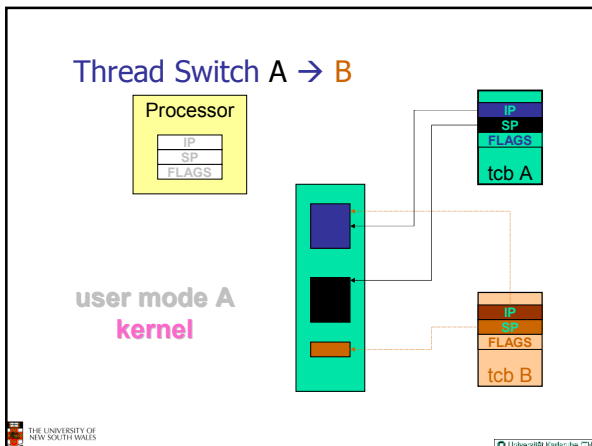 Thread Switch A → B
Processor
IP
SP
FLAGS
IP
SP
FLAGS
tcb A
user mode A
kernel
IP
SP
FLAGS
tcb B
THE UNIVERSITY OF
NEW SOUTH WALES
Universität Karlsruhe (TH)